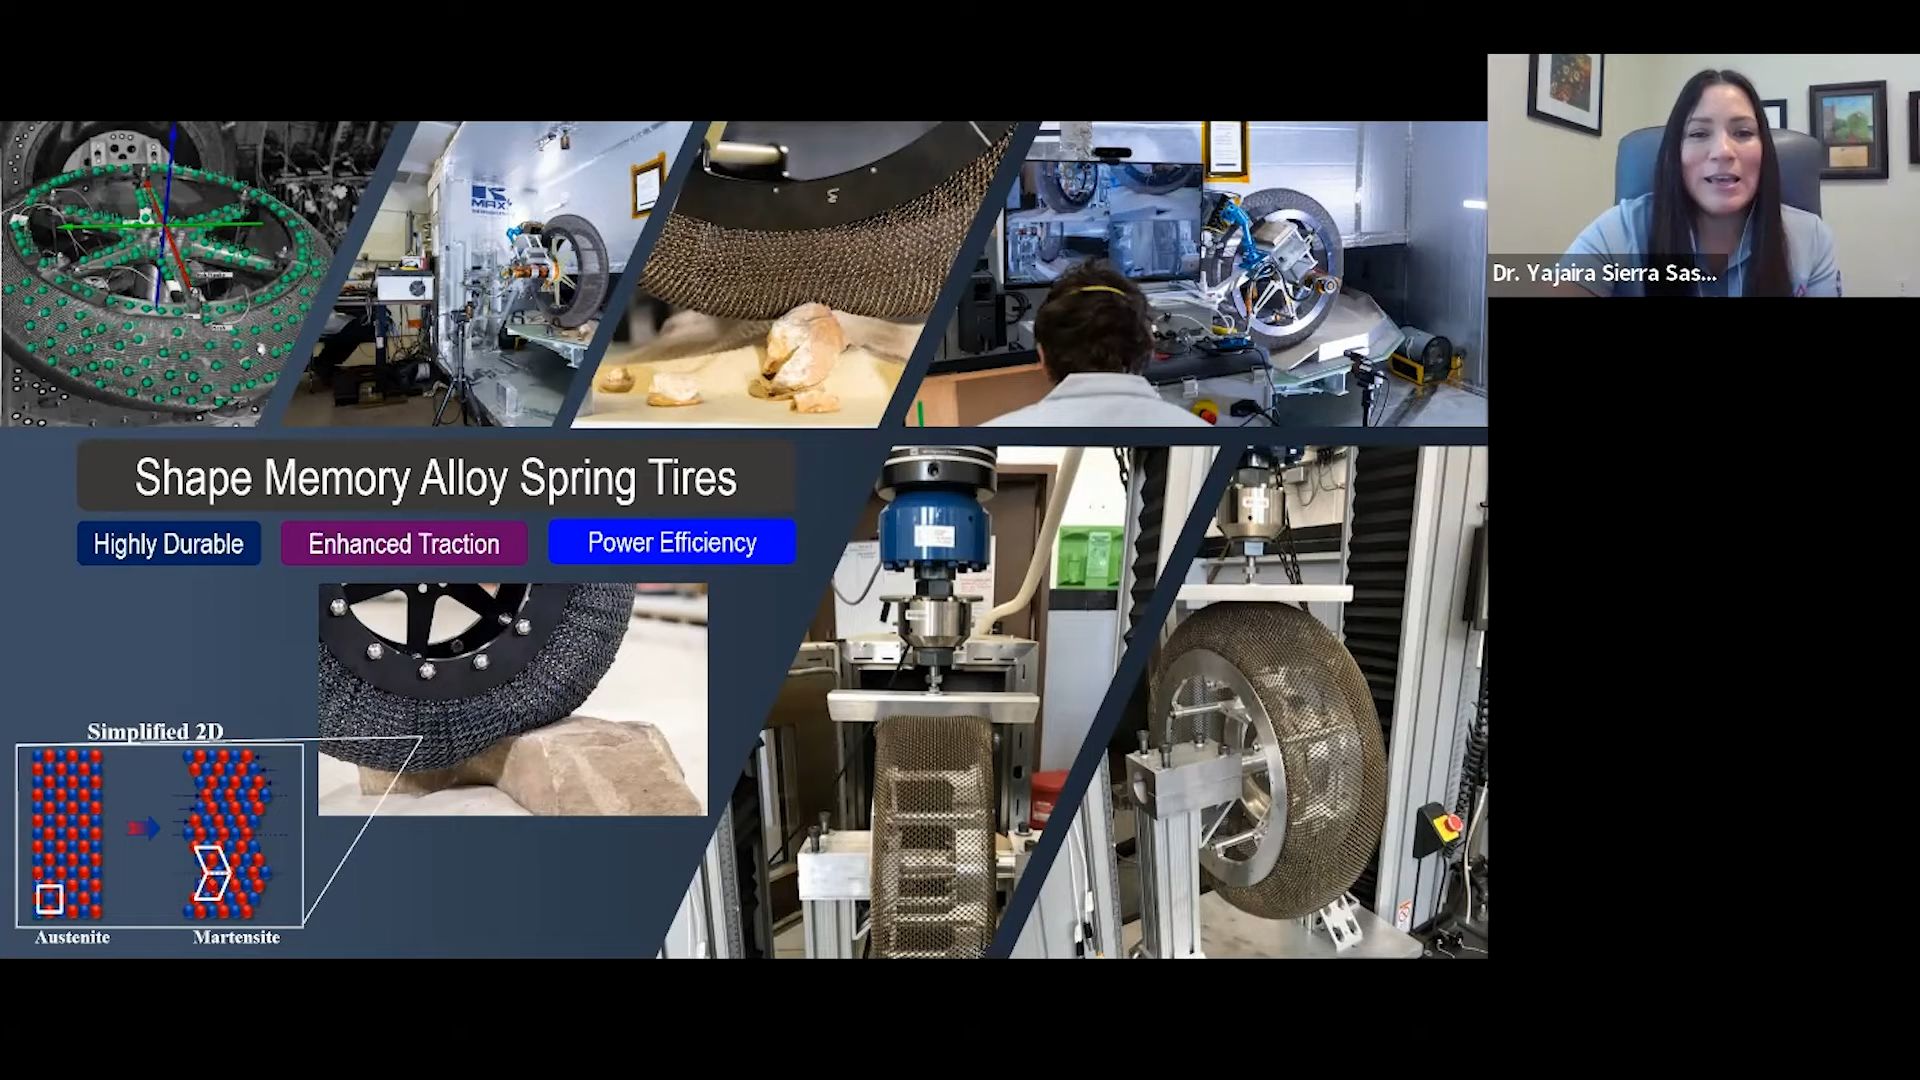 Dr. Yajaira Sierra Sas...
MAX
Shape Memory Alloy Spring Tires
Highly Durable
Enhanced Traction
Power Efficiency
Simplified 2D
Austenite
Martensite